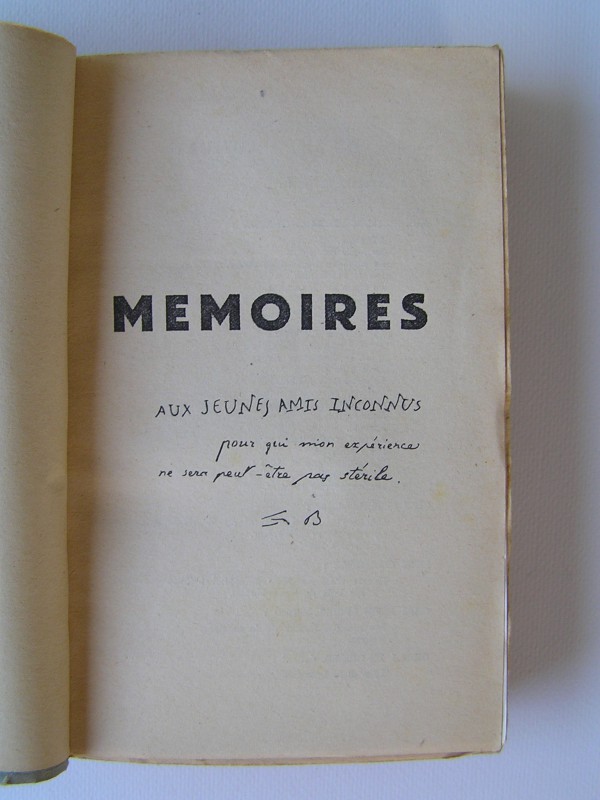 MEMOIRES
AUX JEUNES AMIS INCONNUS
pour qui mon expérience
ne sera peut-être pas stérile.
G B